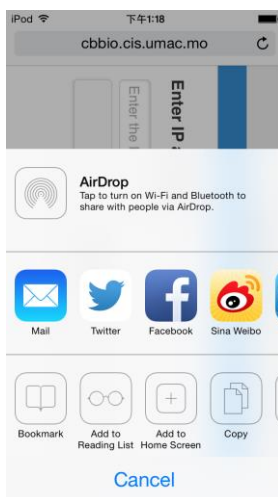 iPod 下午1:18
cbbio.cis.umac.mo
Enter IP a
Enter the
AirDrop
Tap to turn on Wi-Fi and Bluetooth to
share with people via AirDrop.
Mail Twitter Facebook Sina Weibo
Bookmark Add to Reading List Add to Home Screen Copy
Cancel